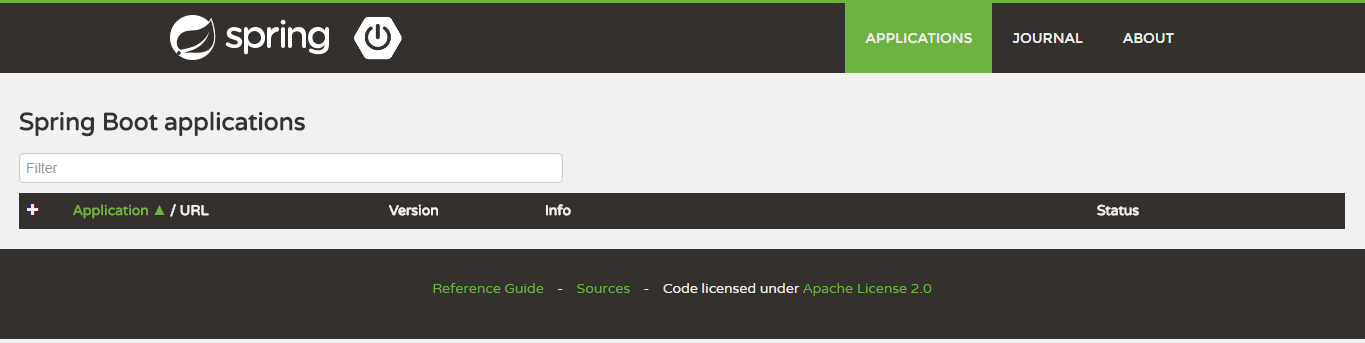 spring APPLICATIONS JOURNAL ABOUT
Spring Boot applications
Filter
Application ▲ / URL Version Info Status
Reference Guide - Sources - Code licensed under Apache License 2.0